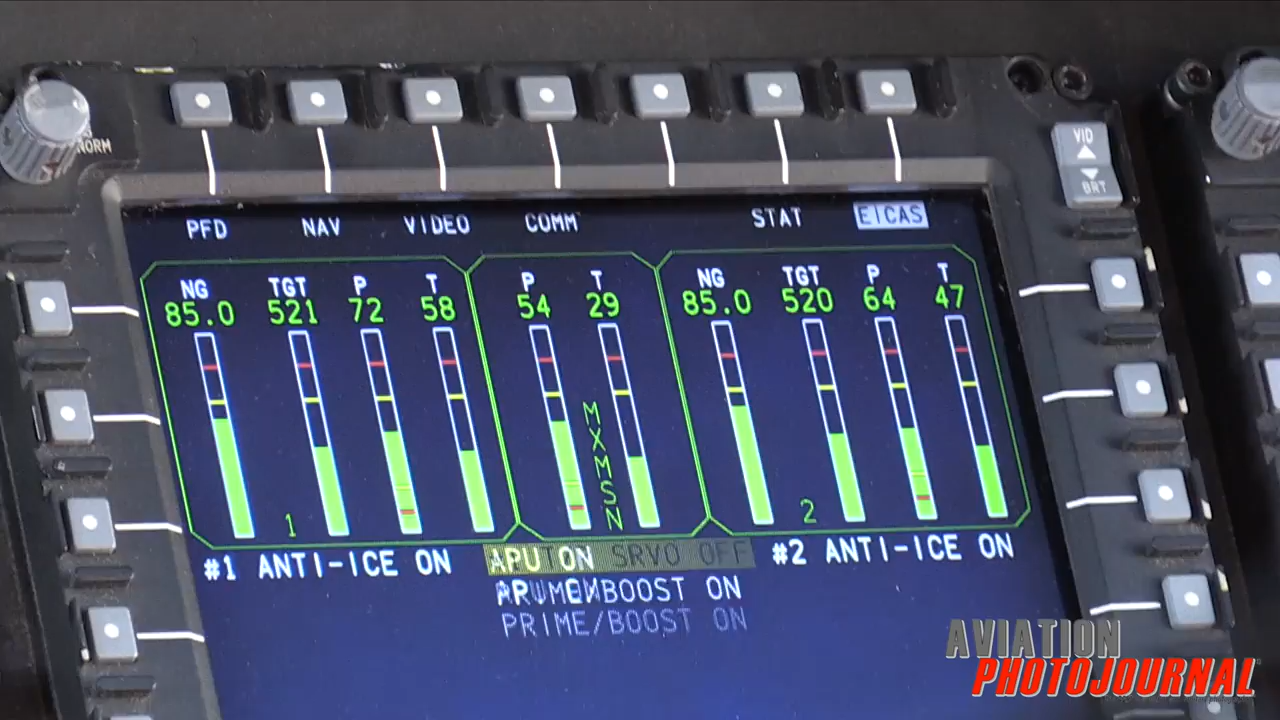 NORM
VID
BRT
PFD NAV VIDEO COMM STAT EICAS
NG TGT P T P T NG TGT P T
85.0 521 72 58 54 29 85.0 520 64 47
MXMSN
1 2
#1 ANTI-ICE ON APU ON SRVO OFF #2 ANTI-ICE ON
BOOST ON
PRIME/BOOST ON
AVIATION
PHOTOJOURNAL